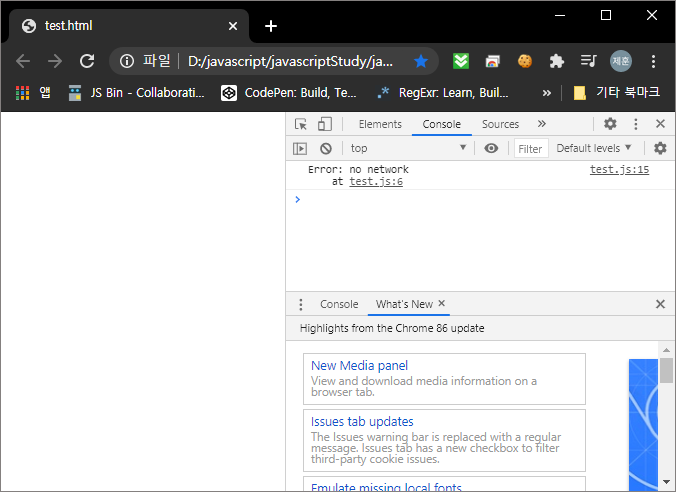 test.html
파일 D:/javascript/javascriptStudy/ja...
제훈
앱 JS Bin - Collaborati... CodePen: Build, Te... RegExr: Learn, Buil... » 기타 북마크
Elements Console Sources »
top Filter Default levels
Error: no network test.js:15
at test.js:6
Console What's New
Highlights from the Chrome 86 update
New Media panel
View and download media information on a
browser tab.
Issues tab updates
The Issues warning bar is replaced with a regular
message. Issues tab has a new checkbox to filter
third-party cookie issues.
Emulate missing local fonts